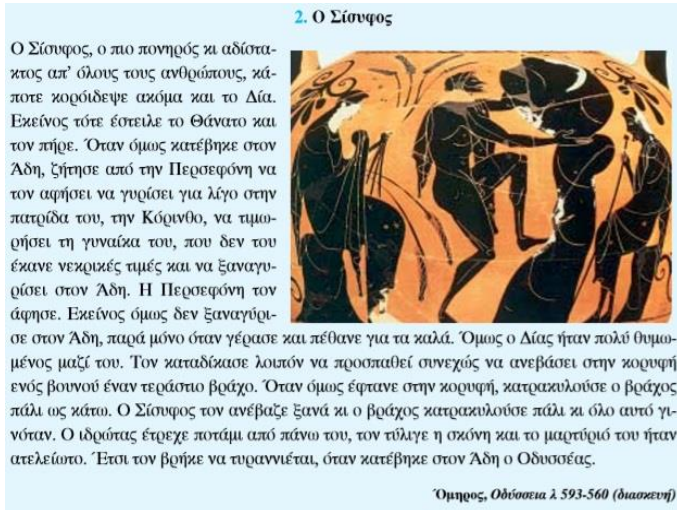 2. Ο Σίσυφος
Ο Σίσυφος, ο πιο πονηρός κι αδίστα-
κτος απ’ όλους τους ανθρώπους, κά-
ποτε κορόιδεψε ακόμα και το Δία.
Εκείνος τότε έστειλε το Θάνατο και
τον πήρε. Όταν όμως κατέβηκε στον
Άδη, ζήτησε από την Περσεφόνη να
τον αφήσει να γυρίσει για λίγο στην
πατρίδα του, την Κόρινθο, να τιμω-
ρήσει τη γυναίκα του, που δεν του
έκανε νεκρικές τιμές και να ξαναγυ-
ρίσει στον Άδη. Η Περσεφόνη τον
άφησε. Εκείνος όμως δεν ξαναγύρι-
σε στον Άδη, παρά μόνο όταν γέρασε και πέθανε για τα καλά. Όμως ο Δίας ήταν πολύ θυμω-
μένος μαζί του. Τον καταδίκασε λοιπόν να προσπαθεί συνεχώς να ανεβάσει στην κορυφή
ενός βουνού έναν τεράστιο βράχο. Όταν όμως έφτανε στην κορυφή, κατρακυλούσε ο βράχος
πάλι ως κάτω. Ο Σίσυφος τον ανέβαζε ξανά κι ο βράχος κατρακυλούσε πάλι κι όλο αυτό γι-
νόταν. Ο ιδρώτας έτρεχε ποτάμι από πάνω του, τον τύλιγε η σκόνη και το μαρτύριό του ήταν
ατελείωτο. Έτσι τον βρήκε να τυραννιέται, όταν κατέβηκε στον Άδη ο Οδυσσέας.
Όμηρος, Οδύσσεια λ 593-560 (διασκευή)